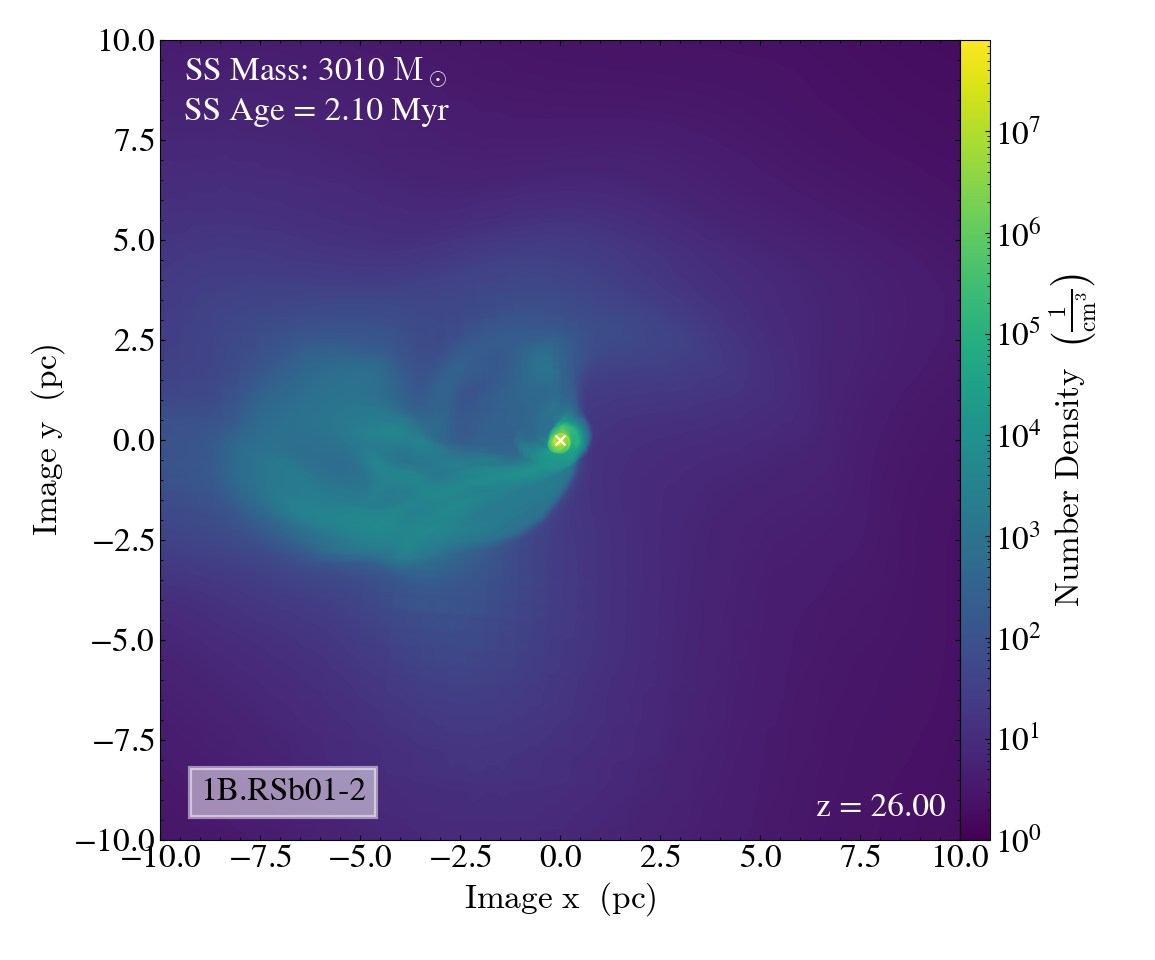 SS Mass: 3010 M⊙
SS Age = 2.10 Myr
10.0
7.5
5.0
2.5
0.0
−2.5
−5.0
−7.5
−10.0
Image y (pc)
1B.RSb01-2
z = 26.00
−10.0 −7.5 −5.0 −2.5 0.0 2.5 5.0 7.5 10.0
Image x (pc)
10⁷
10⁶
10⁵
10⁴
10³
10²
10¹
10⁰
Number Density (1/cm³)